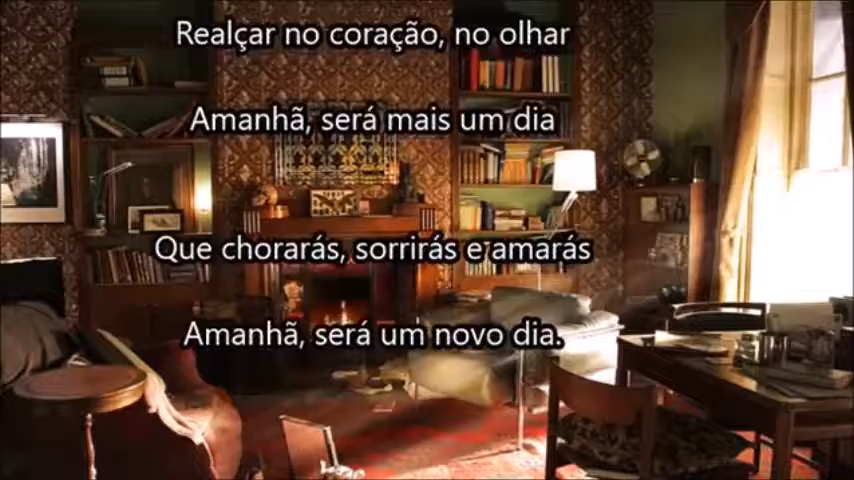 Realçar no coração, no olhar
Amanhã, será mais um dia
Que chorarás, sorrirás e amarás
Amanhã, será um novo dia.